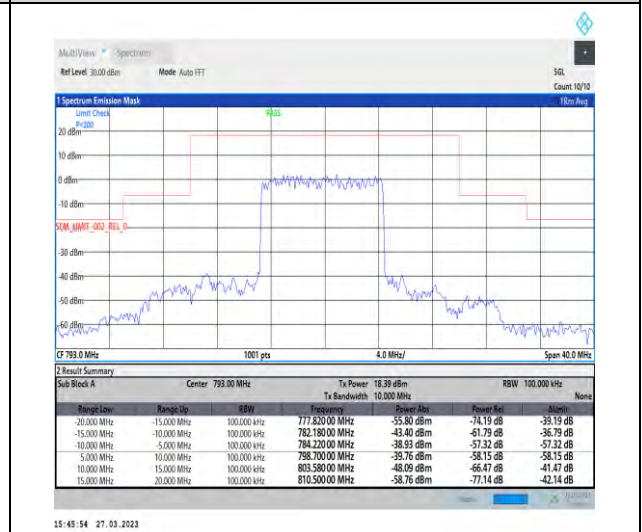 MultiView Spectrum
Ref Level 30.00 dBm Mode Auto FFT SGL
Count 10/10
1 Spectrum Emission Mask 1Rm Avg
Limit Check PASS
P<200
20 dBm
10 dBm
0 dBm
-10 dBm
-30 dBm
-40 dBm
-50 dBm
-60 dBm
CF 793.0 MHz 1001 pts 4.0 MHz/ Span 40.0 MHz
2 Result Summary
Sub Block A Center 793.00 MHz Tx Power 18.39 dBm RBW 100.000 kHz
Tx Bandwidth 10.000 MHz None
Range Low Range Up RBW Frequency Power Abs Power Rel ΔLimit
-20.000 MHz -15.000 MHz 100.000 kHz 777.82000 MHz -55.80 dBm -74.19 dB -39.19 dB
-15.000 MHz -10.000 MHz 100.000 kHz 782.18000 MHz -43.40 dBm -61.79 dB -36.79 dB
-10.000 MHz -5.000 MHz 100.000 kHz 784.22000 MHz -38.93 dBm -57.32 dB -57.32 dB
5.000 MHz 10.000 MHz 100.000 kHz 798.70000 MHz -39.76 dBm -58.15 dB -58.15 dB
10.000 MHz 15.000 MHz 100.000 kHz 803.58000 MHz -48.09 dBm -66.47 dB -41.47 dB
15.000 MHz 20.000 MHz 100.000 kHz 810.50000 MHz -58.76 dBm -77.14 dB -42.14 dB
15:45:54 27.03.2023